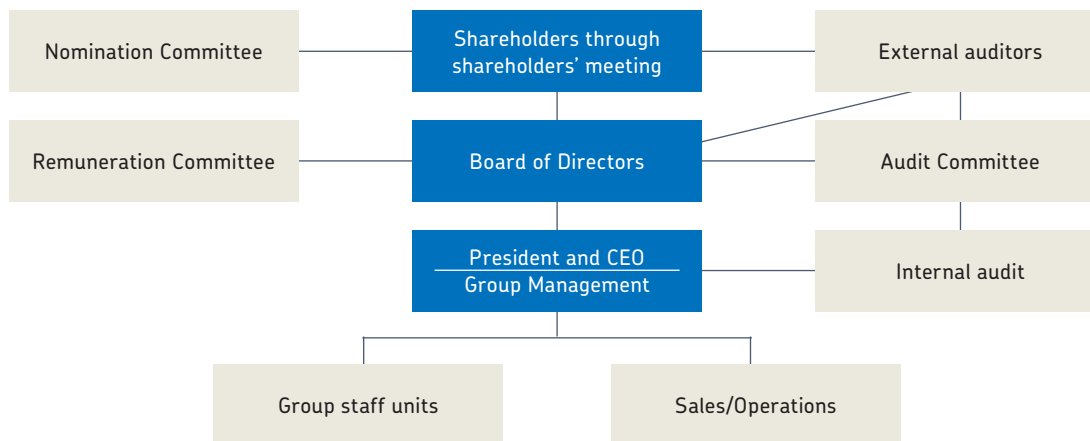 Nomination Committee
Shareholders through
shareholders’ meeting
External auditors
Remuneration Committee
Board of Directors
Audit Committee
President and CEO
Group Management
Internal audit
Group staff units
Sales/Operations